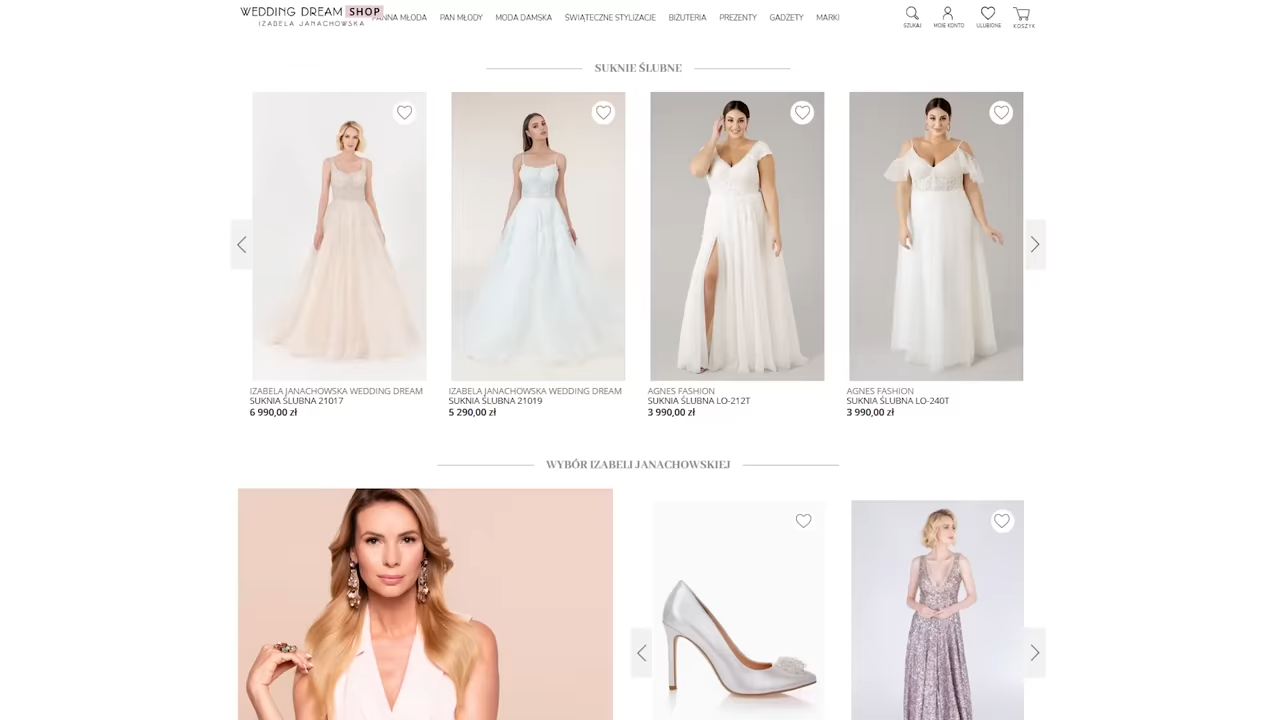 WEDDING DREAM SHOP
IZABELA JANACHOWSKA
PANNA MŁODA PAN MŁODY MODA DAMSKA ŚWIĄTECZNE STYLIZACJE BIŻUTERIA PREZENTY GADŻETY MARKI
SZUKAJ MOJE KONTO ULUBIONE KOSZYK
SUKNIE ŚLUBNE
IZABELA JANACHOWSKA WEDDING DREAM
SUKNIA ŚLUBNA 21017
6 990,00 zł
IZABELA JANACHOWSKA WEDDING DREAM
SUKNIA ŚLUBNA 21019
5 290,00 zł
AGNES FASHION
SUKNIA ŚLUBNA LO-212T
3 990,00 zł
AGNES FASHION
SUKNIA ŚLUBNA LO-240T
3 990,00 zł
WYBÓR IZABELI JANACHOWSKIEJ